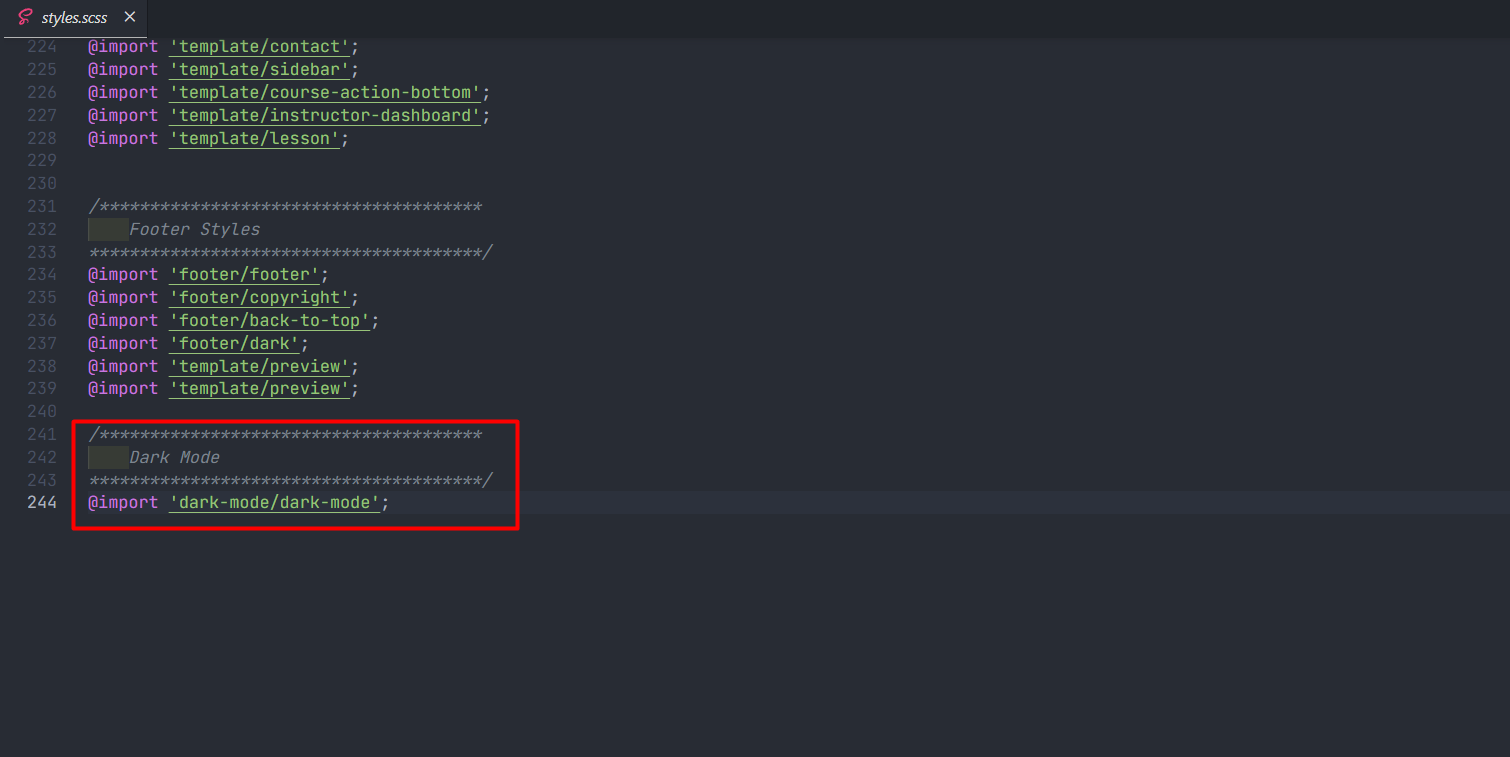 styles.scss ×
224 @import 'template/contact';
225 @import 'template/sidebar';
226 @import 'template/course-action-bottom';
227 @import 'template/instructor-dashboard';
228 @import 'template/lesson';
229
230
231 /**************************************
232 Footer Styles
233 ***************************************/
234 @import 'footer/footer';
235 @import 'footer/copyright';
236 @import 'footer/back-to-top';
237 @import 'footer/dark';
238 @import 'template/preview';
239 @import 'template/preview';
240
241 /**************************************
242 Dark Mode
243 ***************************************/
244 @import 'dark-mode/dark-mode';